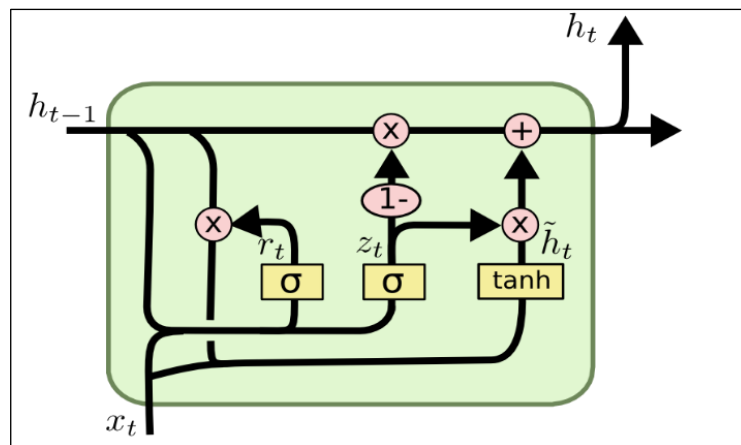 h_t
h_{t-1}
x
+
1-
x
r_t
z_t
x
h̃_t
σ
σ
tanh
x_t